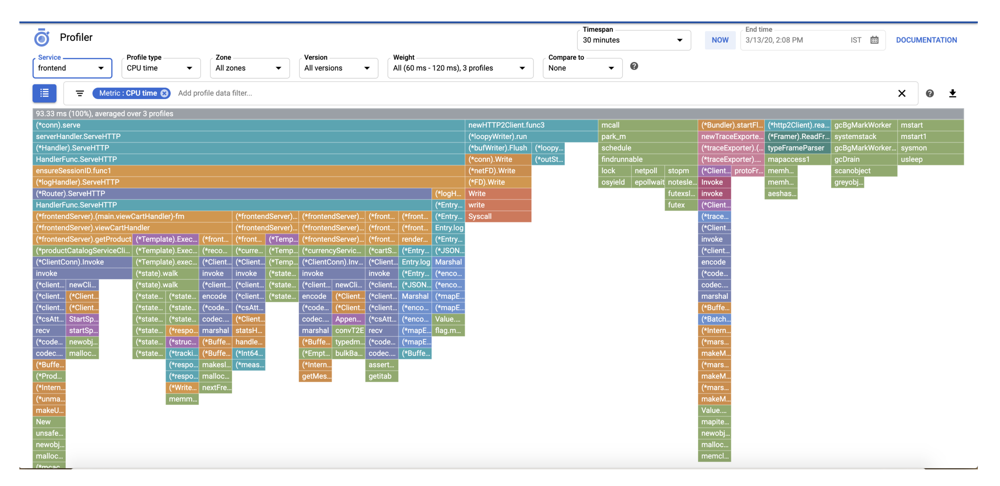 Profiler
Timespan
30 minutes
NOW
End time
3/13/20, 2:08 PM IST
DOCUMENTATION
Service
frontend
Profile type
CPU time
Zone
All zones
Version
All versions
Weight
All (60 ms - 120 ms), 3 profiles
Compare to
None
Metric : CPU time Add profile data filter...
93.33 ms (100%), averaged over 3 profiles
(*conn).serve newHTTP2Client.func3 mcall (*Bundler).startFl... (*http2Client).rea... gcBgMarkWorker mstart
serverHandler.ServeHTTP (*loopyWriter).run park_m newTraceExporte... (*Framer).ReadFr... systemstack mstart1
(*Handler).ServeHTTP (*bufWriter).Flush (*loopy... schedule (*traceExporter).(... typeFrameParser gcBgMarkWorker... sysmon
HandlerFunc.ServeHTTP (*conn).Write (*outSt... findrunnable (*traceExporter).... mapaccess1 gcDrain usleep
ensureSessionID.func1 (*netFD).Write lock netpoll stopm (*Client... protoFr... memh... scanobject
(*logHandler).ServeHTTP (*FD).Write osyield epollwait notesle... Invoke memh... greyobj...
(*Router).ServeHTTP (*logH... Write futexsl... invoke aeshas...
HandlerFunc.ServeHTTP (*Entry... write futex (*Client...
(*frontendServer).(main.viewCartHandler)-fm (*frontendServer)... (*frontendServer)... (*front... (*front... (*Entry... Syscall (*trace...
(*frontendServer).viewCartHandler (*frontendServer)... (*frontendServer)... (*front... (*front... Entry.log (*Client...
(*frontendServer).getProduct (*Template).Exec... (*front... (*front... (*Temp... (*frontendServer)... (*front... render... (*Entry... invoke
(*productCatalogServiceCli... (*Template).Exec... (*reco... (*curre... (*Temp... (*currencyServic... (*cartS... (*Entry... (*JSON... (*client...
(*ClientConn).Invoke (*Template).exec... (*Client... (*Client... (*Temp... (*ClientConn).Inv... (*Client... Entry.log Marshal encode
invoke (*state).walk invoke invoke (*state... invoke invoke (*Entry... (*enco... (*code...
(*client... newCli... (*state).walk (*client... (*client... (*state... (*client... newCli... (*client... (*JSON... (*enco... codec....
(*client... (*Client... (*state... (*state... encode (*client... (*state... encode (*Client... (*client... Marshal (*mapE... marshal
(*client... (*Client... (*state... (*state... (*code... (*csAtt... (*code... (*Client... (*client... (*enco... (*mapE... (*Buffe...
(*csAtt... StartSp... (*state... (*state... codec.... (*Client... codec.... Appen... (*csAtt... (*enco... Value.... (*Batch...
recv startSp... (*state... (*respo... marshal statsH... marshal convT2E recv (*mapE... flag.m... (*Intern...
(*code... newobj... (*state... (*struc... (*Buffe... handle... (*Buffe... typedm... (*code... (*mapE... (*mars...
codec.... malloc... (*state... (*tracki... (*Buffe... (*Int64... (*Empt... bulkBa... codec.... (*Buffe... makeM...
(*Buffe... (*respo... makesl... (*meas... (*Intern... assert... (*mars...
(*Prod... (*respo... malloc... getMes... getitab makeM...
(*Intern... (*Write... nextFre... (*mars...
(*unma... memm... makeM...
makeU... Value....
New mapite...
unsafe... newobj...
newobj... malloc...
malloc... memcl...
(*mcac